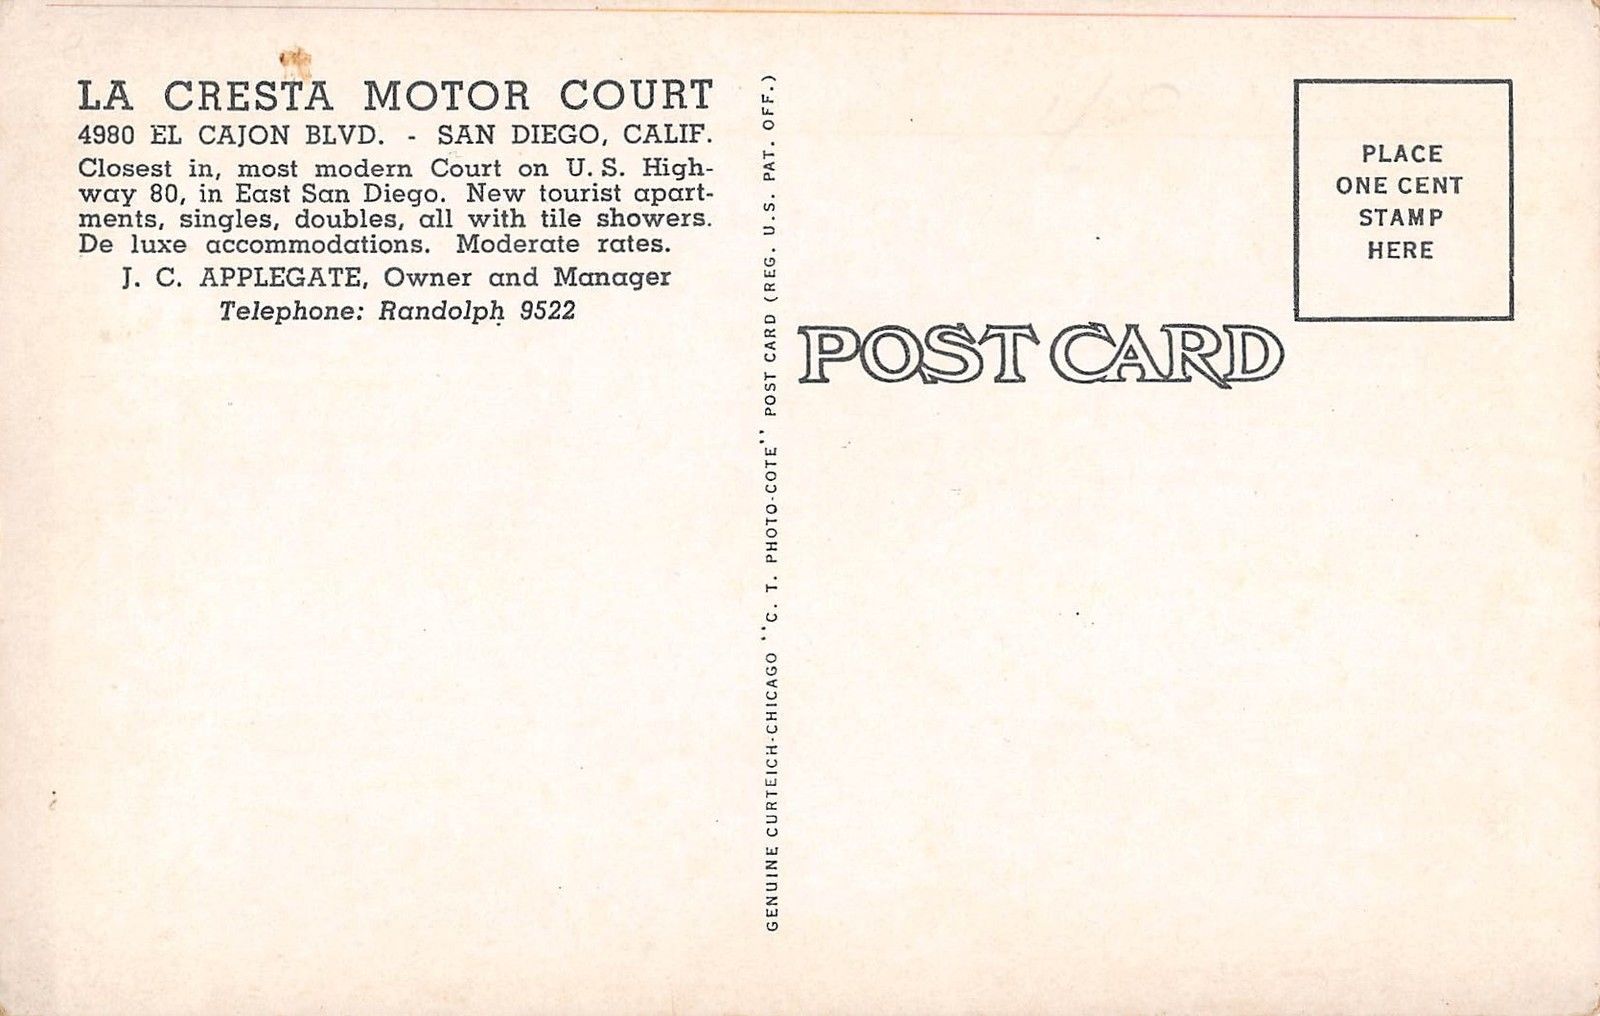 LA CRESTA MOTOR COURT
4980 EL CAJON BLVD. - SAN DIEGO, CALIF.
Closest in, most modern Court on U. S. High-
way 80, in East San Diego. New tourist apart-
ments, singles, doubles, all with tile showers.
De luxe accommodations. Moderate rates.
J. C. APPLEGATE, Owner and Manager
Telephone: Randolph 9522
GENUINE CURTEICH-CHICAGO "C. T. PHOTO-COTE" POST CARD (REG. U.S. PAT. OFF.)
PLACE
ONE CENT
STAMP
HERE
POST CARD